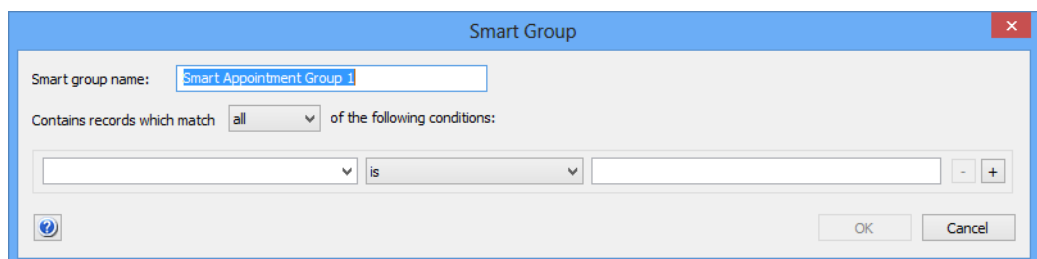 Smart Group
Smart group name: Smart Appointment Group 1
Contains records which match all of the following conditions:
is - +
? OK Cancel